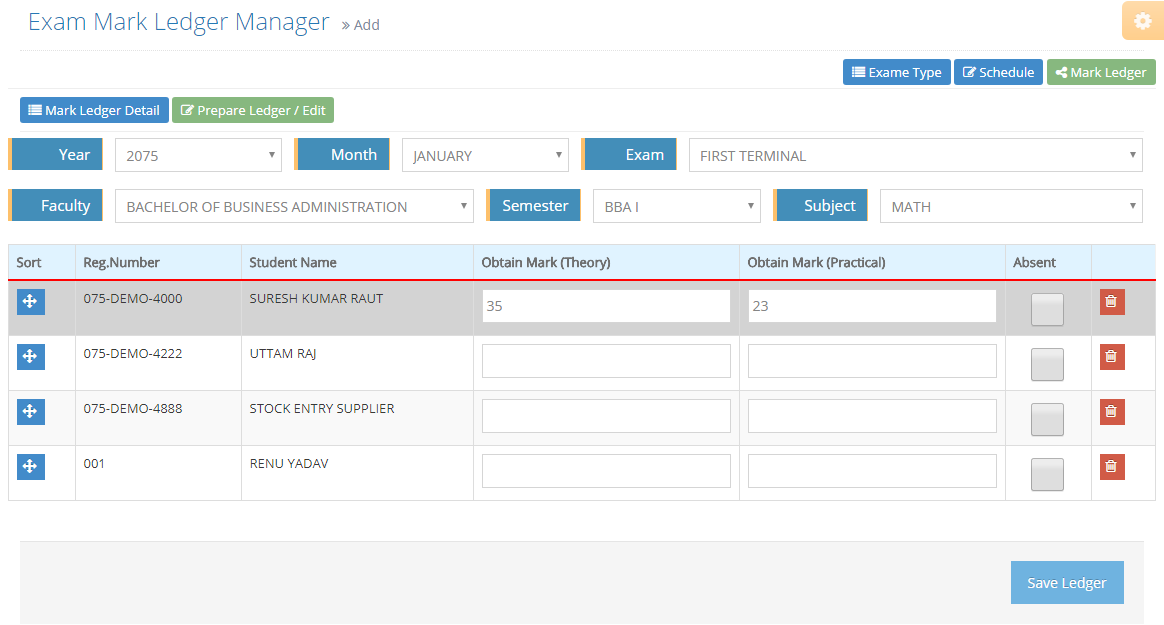 Exam Mark Ledger Manager » Add
Exame Type Schedule Mark Ledger
Mark Ledger Detail Prepare Ledger / Edit
Year 2075 Month JANUARY Exam FIRST TERMINAL
Faculty BACHELOR OF BUSINESS ADMINISTRATION Semester BBA I Subject MATH
Sort Reg.Number Student Name Obtain Mark (Theory) Obtain Mark (Practical) Absent
075-DEMO-4000 SURESH KUMAR RAUT 35 23
075-DEMO-4222 UTTAM RAJ
075-DEMO-4888 STOCK ENTRY SUPPLIER
001 RENU YADAV
Save Ledger